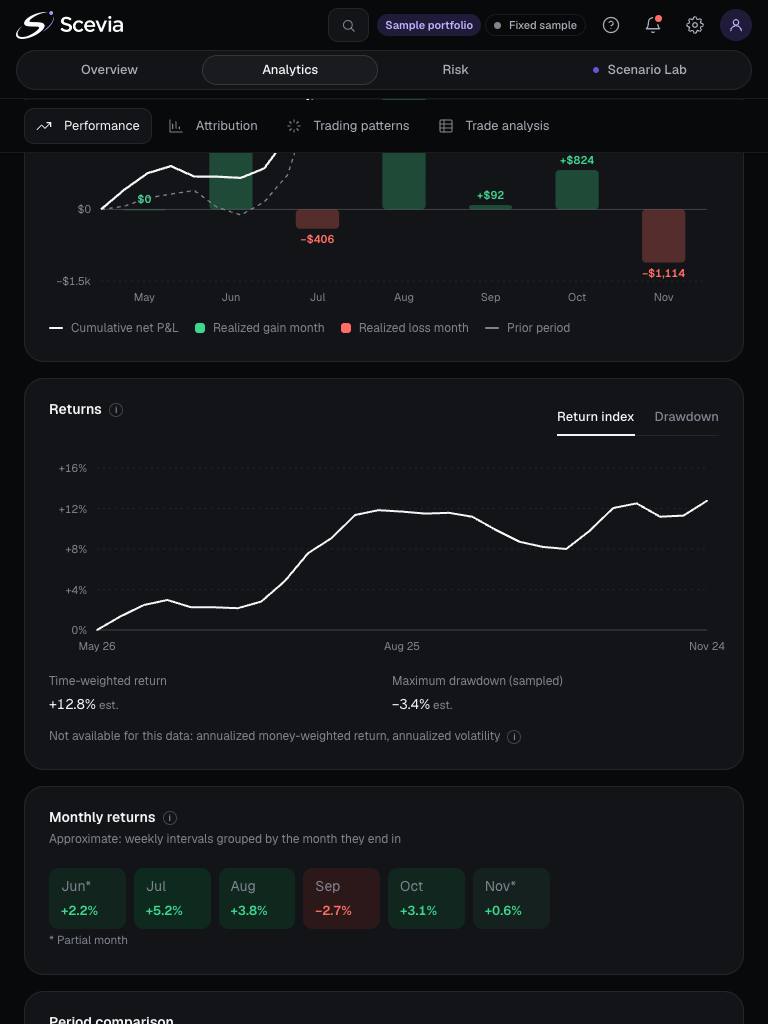 Scevia
Sample portfolio
Fixed sample
Overview
Analytics
Risk
Scenario Lab
Performance
Attribution
Trading patterns
Trade analysis
$0
−$1.5k
$0
−$406
+$92
+$824
−$1,114
May
Jun
Jul
Aug
Sep
Oct
Nov
Cumulative net P&L
Realized gain month
Realized loss month
Prior period
Returns
Return index
Drawdown
+16%
+12%
+8%
+4%
0%
May 26
Aug 25
Nov 24
Time-weighted return
Maximum drawdown (sampled)
+12.8% est.
−3.4% est.
Not available for this data: annualized money-weighted return, annualized volatility
Monthly returns
Approximate: weekly intervals grouped by the month they end in
Jun*
Jul
Aug
Sep
Oct
Nov*
+2.2%
+5.2%
+3.8%
−2.7%
+3.1%
+0.6%
* Partial month
Period comparison